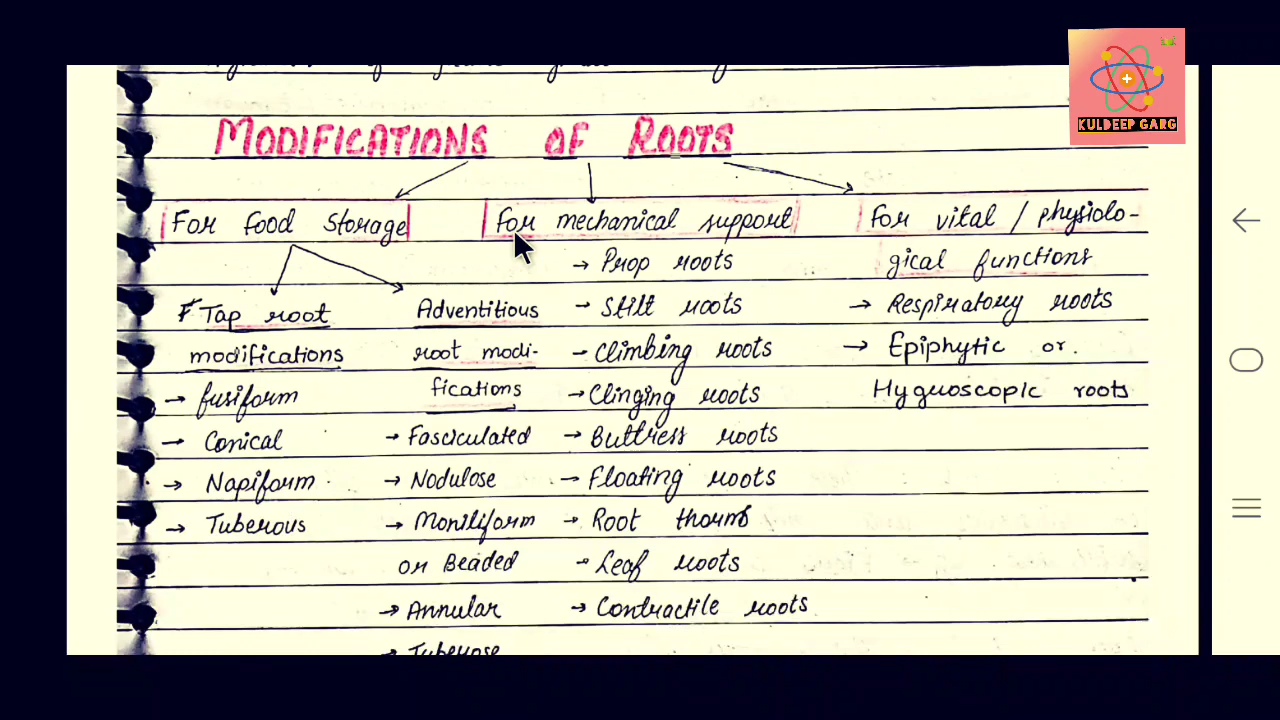 KULDEEP GARG
MODIFICATIONS OF ROOTS
For food storage
For mechanical support
For vital / physiolo-
gical functions
→ Prop roots
→ Respiratory roots
Tap root
modifications
Adventitious
root modi-
fications
→ Stilt roots
→ Epiphytic or
Hygroscopic roots
→ Climbing roots
→ fusiform
→ Clinging roots
→ Conical
→ Fasciculated
→ Buttress roots
→ Napiform
→ Nodulose
→ Floating roots
→ Tuberous
→ Moniliform
or Beaded
→ Root thorns
→ Leaf roots
→ Annular
→ Contractile roots
→ Tuberose